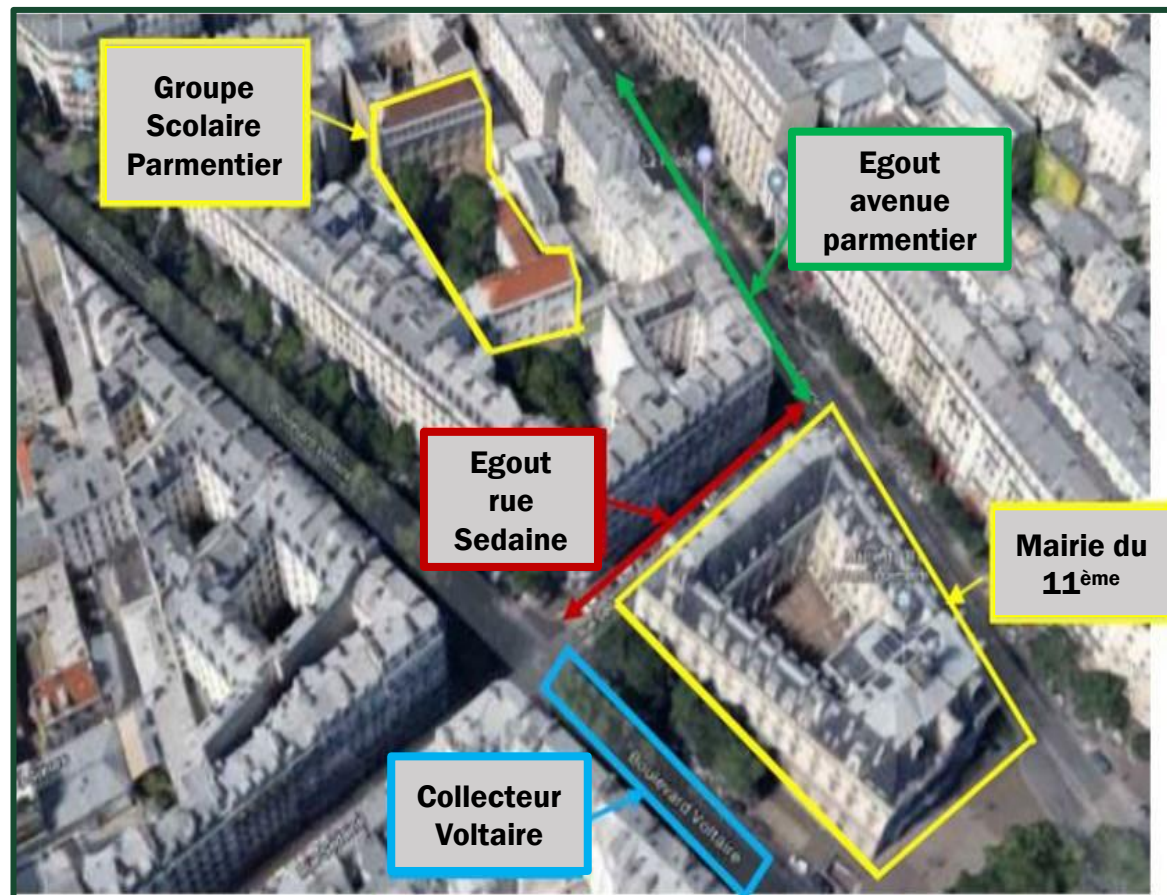 Groupe
Scolaire
Parmentier
Egout
avenue
parmentier
Egout
rue
Sedaine
Mairie du
11ème
Collecteur
Voltaire
Boulevard Voltaire